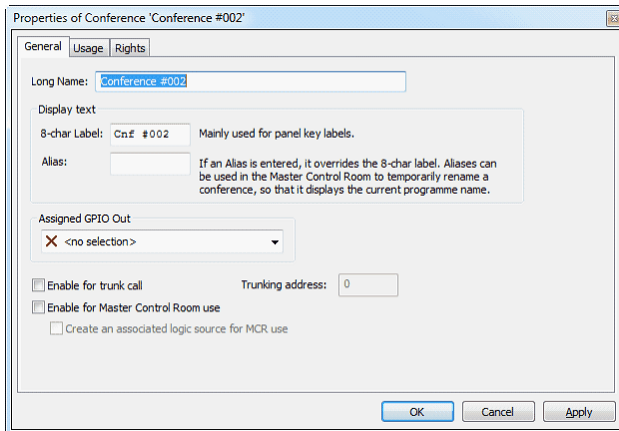 Properties of Conference 'Conference #002'
General Usage Rights
Long Name: Conference #002
Display text
8-char Label: Cnf #002 Mainly used for panel key labels.
Alias: If an Alias is entered, it overrides the 8-char label. Aliases can
be used in the Master Control Room to temporarily rename a
conference, so that it displays the current programme name.
Assigned GPIO Out
<no selection>
Enable for trunk call Trunking address: 0
Enable for Master Control Room use
Create an associated logic source for MCR use
OK Cancel Apply